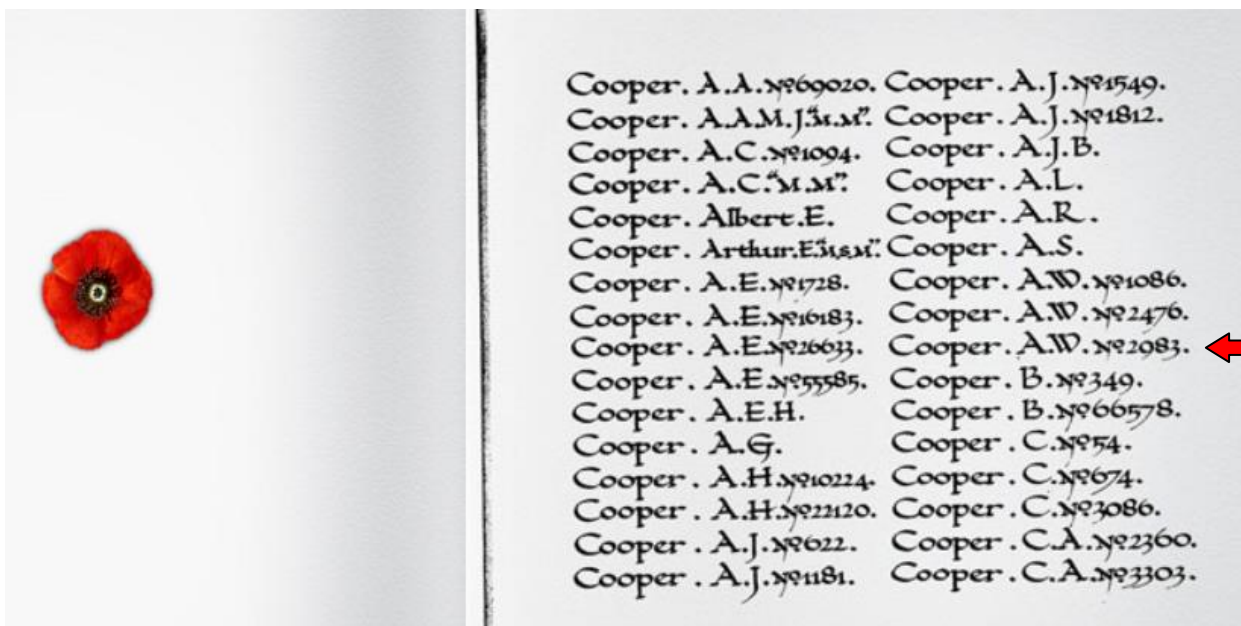 Cooper. A.A. Nº69020. Cooper. A.J. Nº1549.
Cooper. A.A.M.J. "M.M". Cooper. A.J. Nº1812.
Cooper. A.C. Nº1094. Cooper. A.J.B.
Cooper. A.C. "M.M". Cooper. A.L.
Cooper. Albert.E. Cooper. A.R.
Cooper. Arthur.E. "M.S.M". Cooper. A.S.
Cooper. A.E. Nº1728. Cooper. A.W. Nº1086.
Cooper. A.E. Nº16183. Cooper. A.W. Nº2476.
Cooper. A.E. Nº26633. Cooper. A.W. Nº2983.
Cooper. A.E. Nº55585. Cooper. B. Nº349.
Cooper. A.E.H. Cooper. B. Nº66578.
Cooper. A.G. Cooper. C. Nº54.
Cooper. A.H. Nº10224. Cooper. C. Nº674.
Cooper. A.H. Nº22120. Cooper. C. Nº3086.
Cooper. A.J. Nº622. Cooper. C.A. Nº2360.
Cooper. A.J. Nº1181. Cooper. C.A. Nº3303.